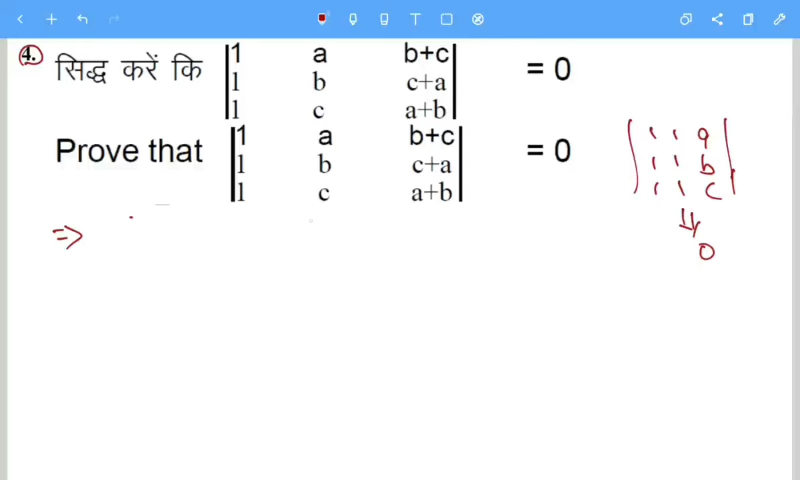 4. सिद्ध करें कि |1 a b+c| = 0
|1 b c+a|
|1 c a+b|
Prove that |1 a b+c| = 0
|1 b c+a|
|1 c a+b|
| 1 1 a |
| 1 1 b |
| 1 1 c |
⇓
0
⇒